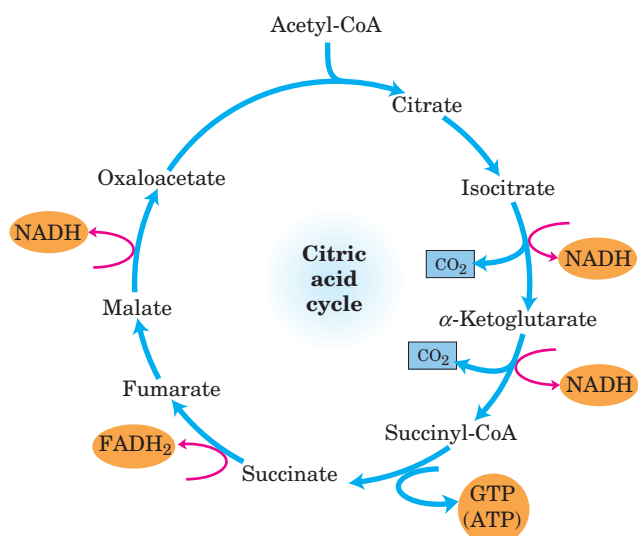 Acetyl-CoA
Citrate
Isocitrate
NADH
CO₂
α-Ketoglutarate
CO₂
NADH
Succinyl-CoA
GTP
(ATP)
Succinate
FADH₂
Fumarate
Malate
NADH
Oxaloacetate
Citric
acid
cycle